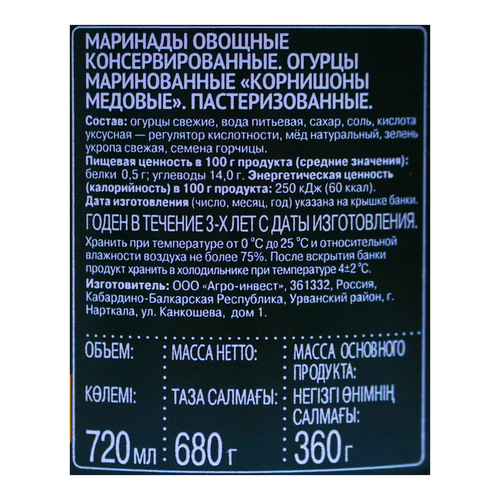 МАРИНАДЫ ОВОЩНЫЕ
КОНСЕРВИРОВАННЫЕ. ОГУРЦЫ
МАРИНОВАННЫЕ «КОРНИШОНЫ
МЕДОВЫЕ». ПАСТЕРИЗОВАННЫЕ.
Состав: огурцы свежие, вода питьевая, сахар, соль, кислота
уксусная — регулятор кислотности, мёд натуральный, зелень
укропа свежая, семена горчицы.
Пищевая ценность в 100 г продукта (средние значения):
белки 0,5 г; углеводы 14,0 г. Энергетическая ценность
(калорийность) в 100 г продукта: 250 кДж (60 ккал).
Дата изготовления (число, месяц, год) указана на крышке банки.
ГОДЕН В ТЕЧЕНИЕ 3-Х ЛЕТ С ДАТЫ ИЗГОТОВЛЕНИЯ.
Хранить при температуре от 0 °С до 25 °С и относительной
влажности воздуха не более 75%. После вскрытия банки
продукт хранить в холодильнике при температуре 4±2 °С.
Изготовитель: ООО «Агро-инвест», 361332, Россия,
Кабардино-Балкарская Республика, Урванский район, г.
Нарткала, ул. Канкошева, дом 1.
ОБЪЕМ: МАССА НЕТТО: МАССА ОСНОВНОГО
ПРОДУКТА:
КӨЛЕМІ: ТАЗА САЛМАҒЫ: НЕГІЗГІ ӨНІМНІҢ
САЛМАҒЫ:
720 мл 680 г 360 г